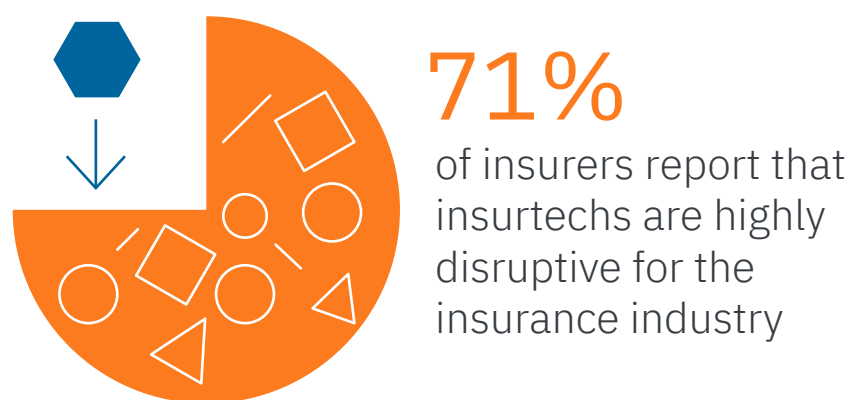 71%
of insurers report that
insurtechs are highly
disruptive for the
insurance industry